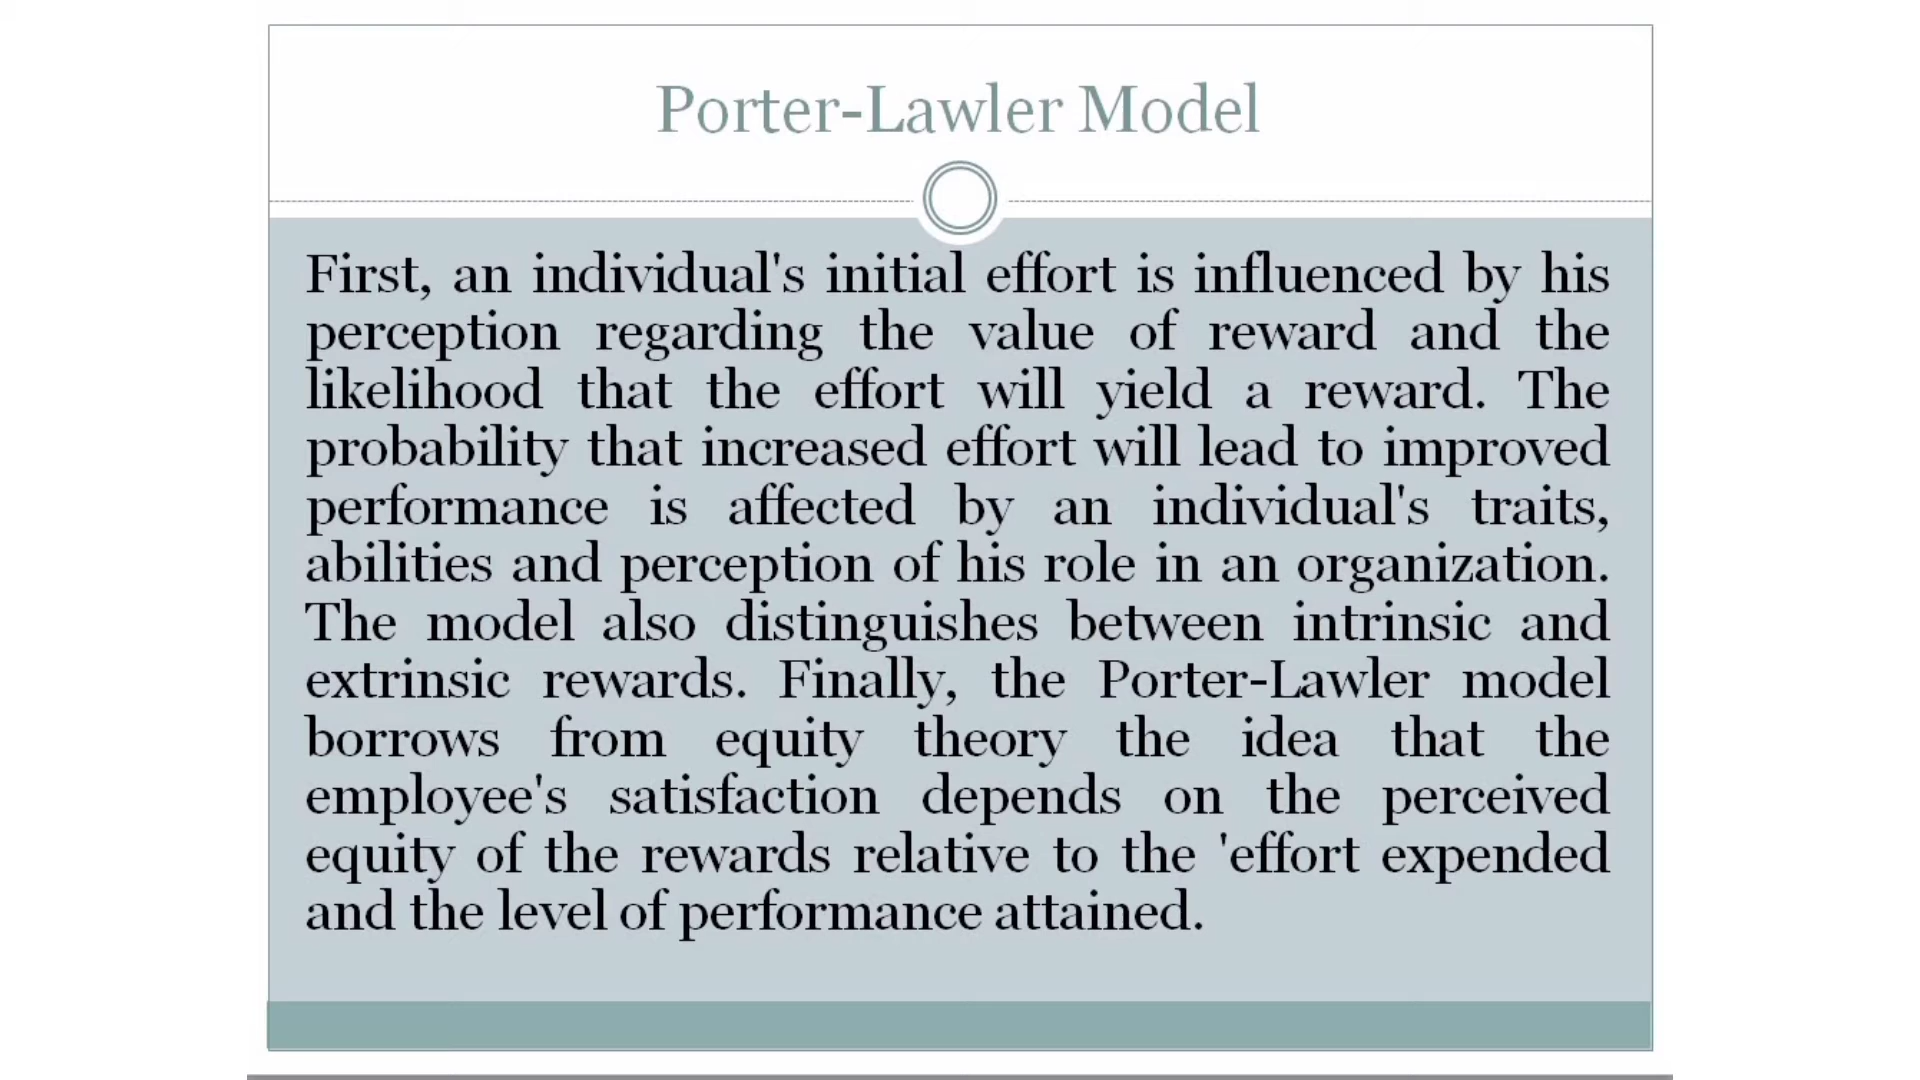 Porter-Lawler Model
First, an individual's initial effort is influenced by his
perception regarding the value of reward and the
likelihood that the effort will yield a reward. The
probability that increased effort will lead to improved
performance is affected by an individual's traits,
abilities and perception of his role in an organization.
The model also distinguishes between intrinsic and
extrinsic rewards. Finally, the Porter-Lawler model
borrows from equity theory the idea that the
employee's satisfaction depends on the perceived
equity of the rewards relative to the 'effort expended
and the level of performance attained.